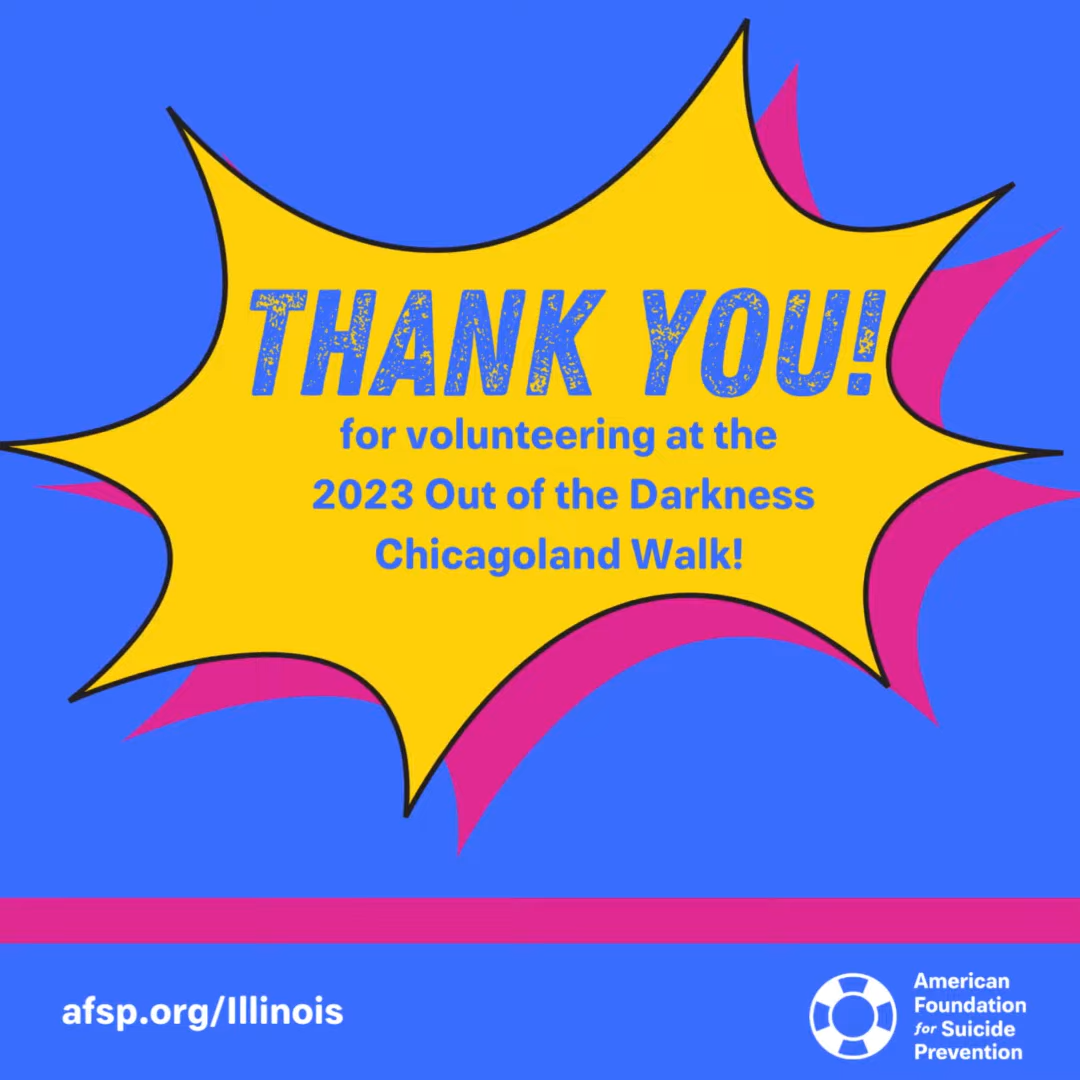 THANK YOU!
for volunteering at the
2023 Out of the Darkness
Chicagoland Walk!
afsp.org/Illinois
American
Foundation
for Suicide
Prevention